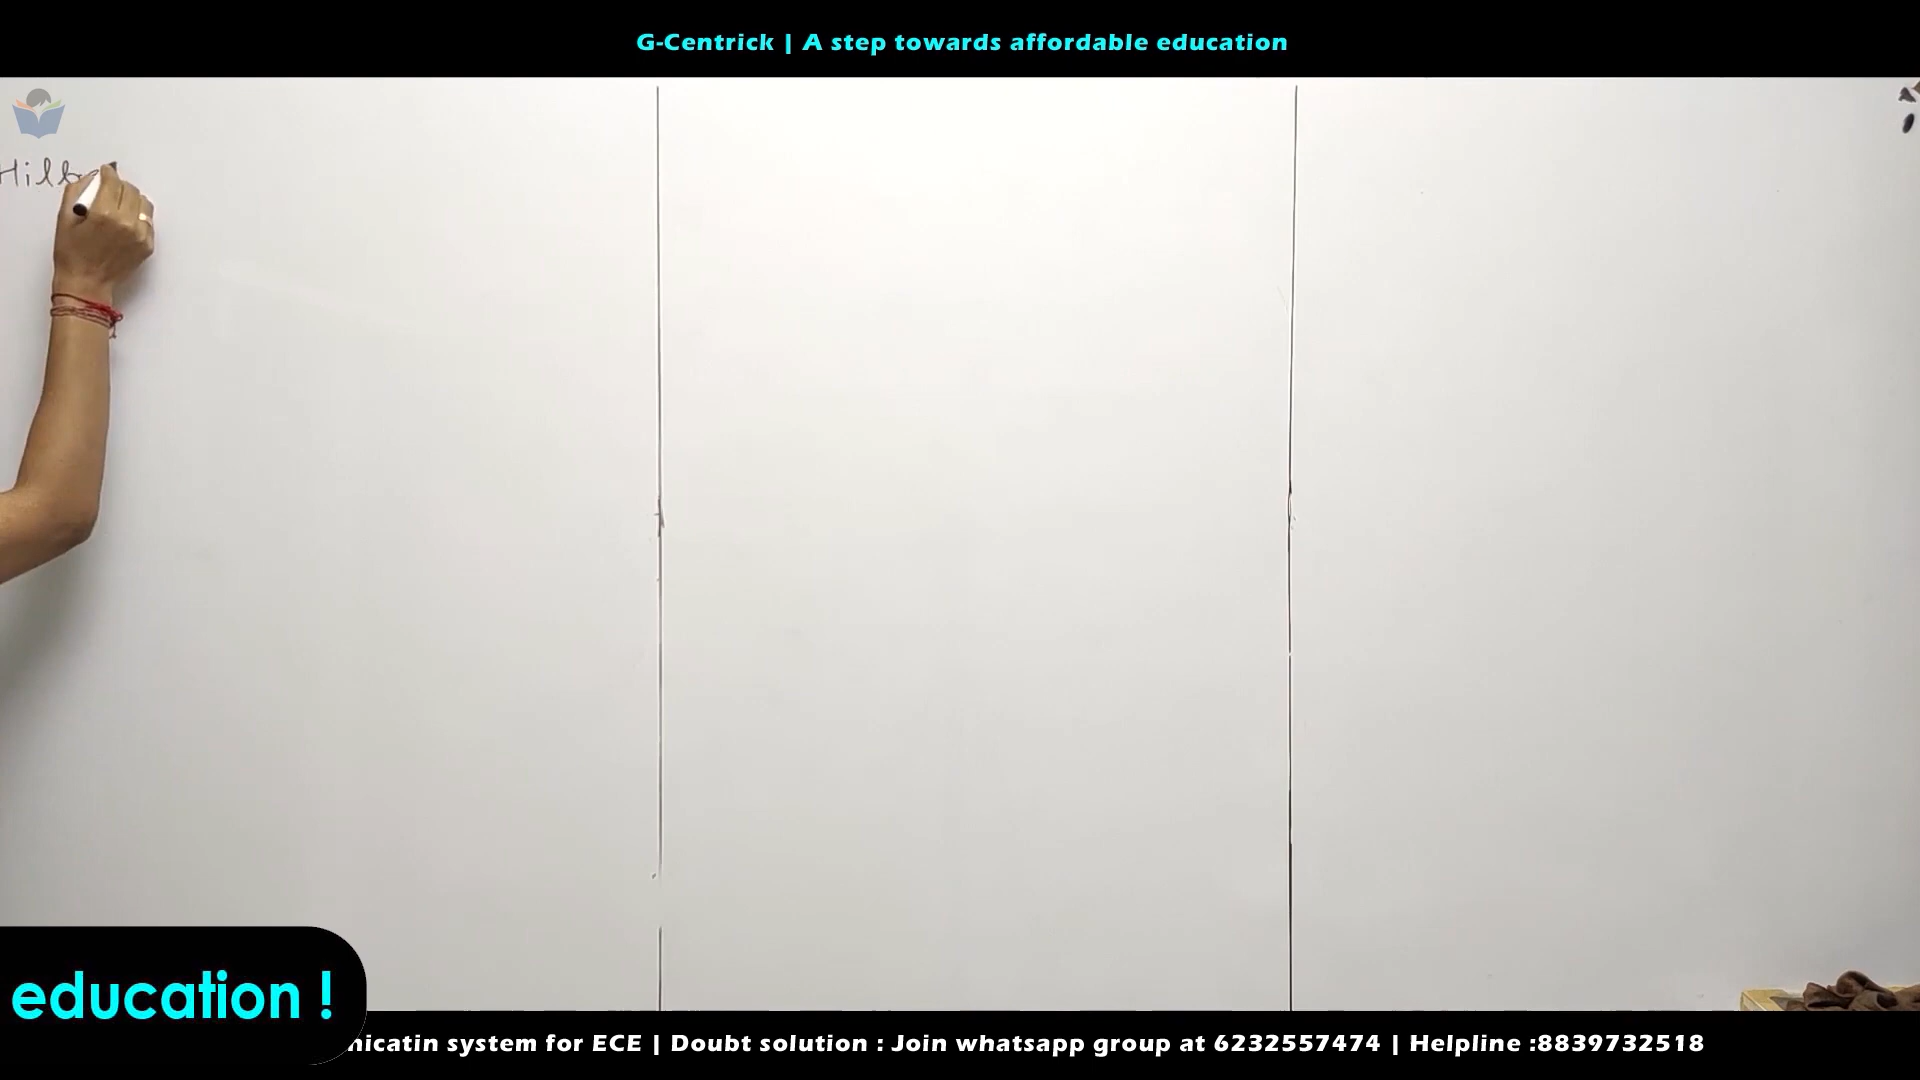 G-Centrick | A step towards affordable education
education !
nicatin system for ECE | Doubt solution : Join whatsapp group at 6232557474 | Helpline :8839732518